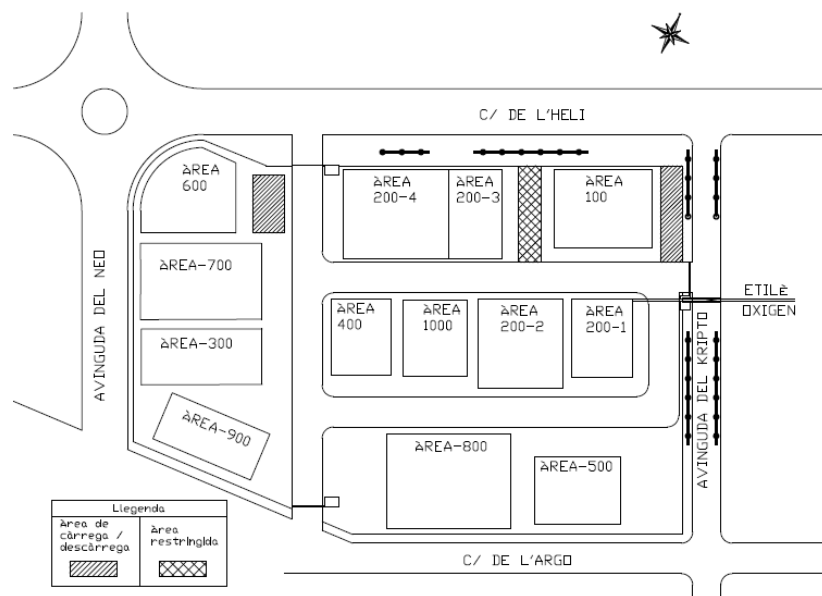 C/ DE L'HELI
ÀREA
600
ÀREA
200-4
ÀREA
200-3
ÀREA
100
ÀREA-700
AVINGUDA DEL NEO
ETILè
OXIGEN
ÀREA
400
ÀREA
1000
ÀREA
200-2
ÀREA
200-1
ÀREA-300
AVINGUDA DEL KRIPTO
ÀREA-900
ÀREA-800
ÀREA-500
Llegenda
Àrea de
càrrega /
descàrrega
Àrea
restringida
C/ DE L'ARGO